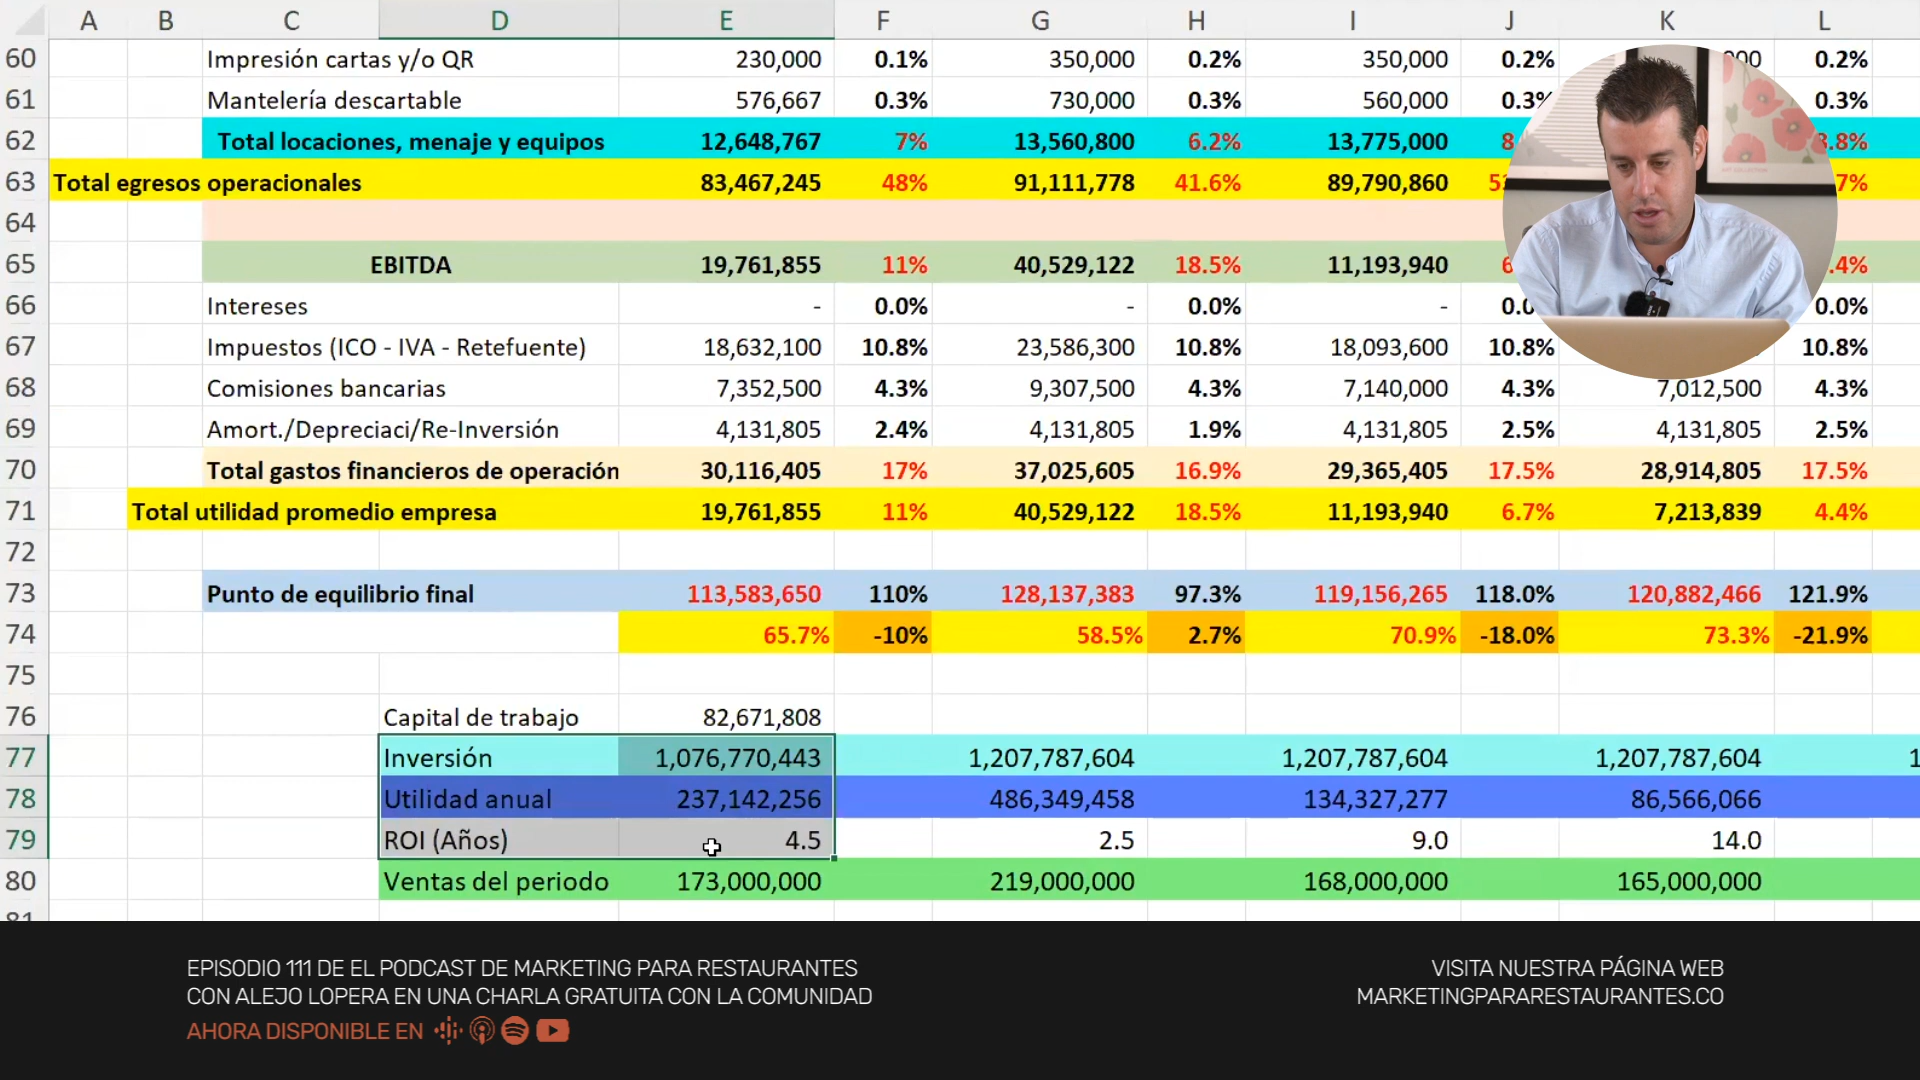 A B C D E F G H I J K L
60 Impresión cartas y/o QR 230,000 0.1% 350,000 0.2% 350,000 0.2% 0.2%
61 Mantelería descartable 576,667 0.3% 730,000 0.3% 560,000 0.3% 0.3%
62 Total locaciones, menaje y equipos 12,648,767 7% 13,560,800 6.2% 13,775,000
63 Total egresos operacionales 83,467,245 48% 91,111,778 41.6% 89,790,860
64
65 EBITDA 19,761,855 11% 40,529,122 18.5% 11,193,940
66 Intereses - 0.0% - 0.0% - 0.0%
67 Impuestos (ICO - IVA - Retefuente) 18,632,100 10.8% 23,586,300 10.8% 18,093,600 10.8% 10.8%
68 Comisiones bancarias 7,352,500 4.3% 9,307,500 4.3% 7,140,000 4.3% 7,012,500 4.3%
69 Amort./Depreciaci/Re-Inversión 4,131,805 2.4% 4,131,805 1.9% 4,131,805 2.5% 4,131,805 2.5%
70 Total gastos financieros de operación 30,116,405 17% 37,025,605 16.9% 29,365,405 17.5% 28,914,805 17.5%
71 Total utilidad promedio empresa 19,761,855 11% 40,529,122 18.5% 11,193,940 6.7% 7,213,839 4.4%
72
73 Punto de equilibrio final 113,583,650 110% 128,137,383 97.3% 119,156,265 118.0% 120,882,466 121.9%
74 65.7% -10% 58.5% 2.7% 70.9% -18.0% 73.3% -21.9%
75
76 Capital de trabajo 82,671,808
77 Inversión 1,076,770,443 1,207,787,604 1,207,787,604 1,207,787,604 1
78 Utilidad anual 237,142,256 486,349,458 134,327,277 86,566,066
79 ROI (Años) 4.5 2.5 9.0 14.0
80 Ventas del periodo 173,000,000 219,000,000 168,000,000 165,000,000
81
EPISODIO 111 DE EL PODCAST DE MARKETING PARA RESTAURANTES
CON ALEJO LOPERA EN UNA CHARLA GRATUITA CON LA COMUNIDAD
AHORA DISPONIBLE EN
VISITA NUESTRA PÁGINA WEB
MARKETINGPARARESTAURANTES.CO